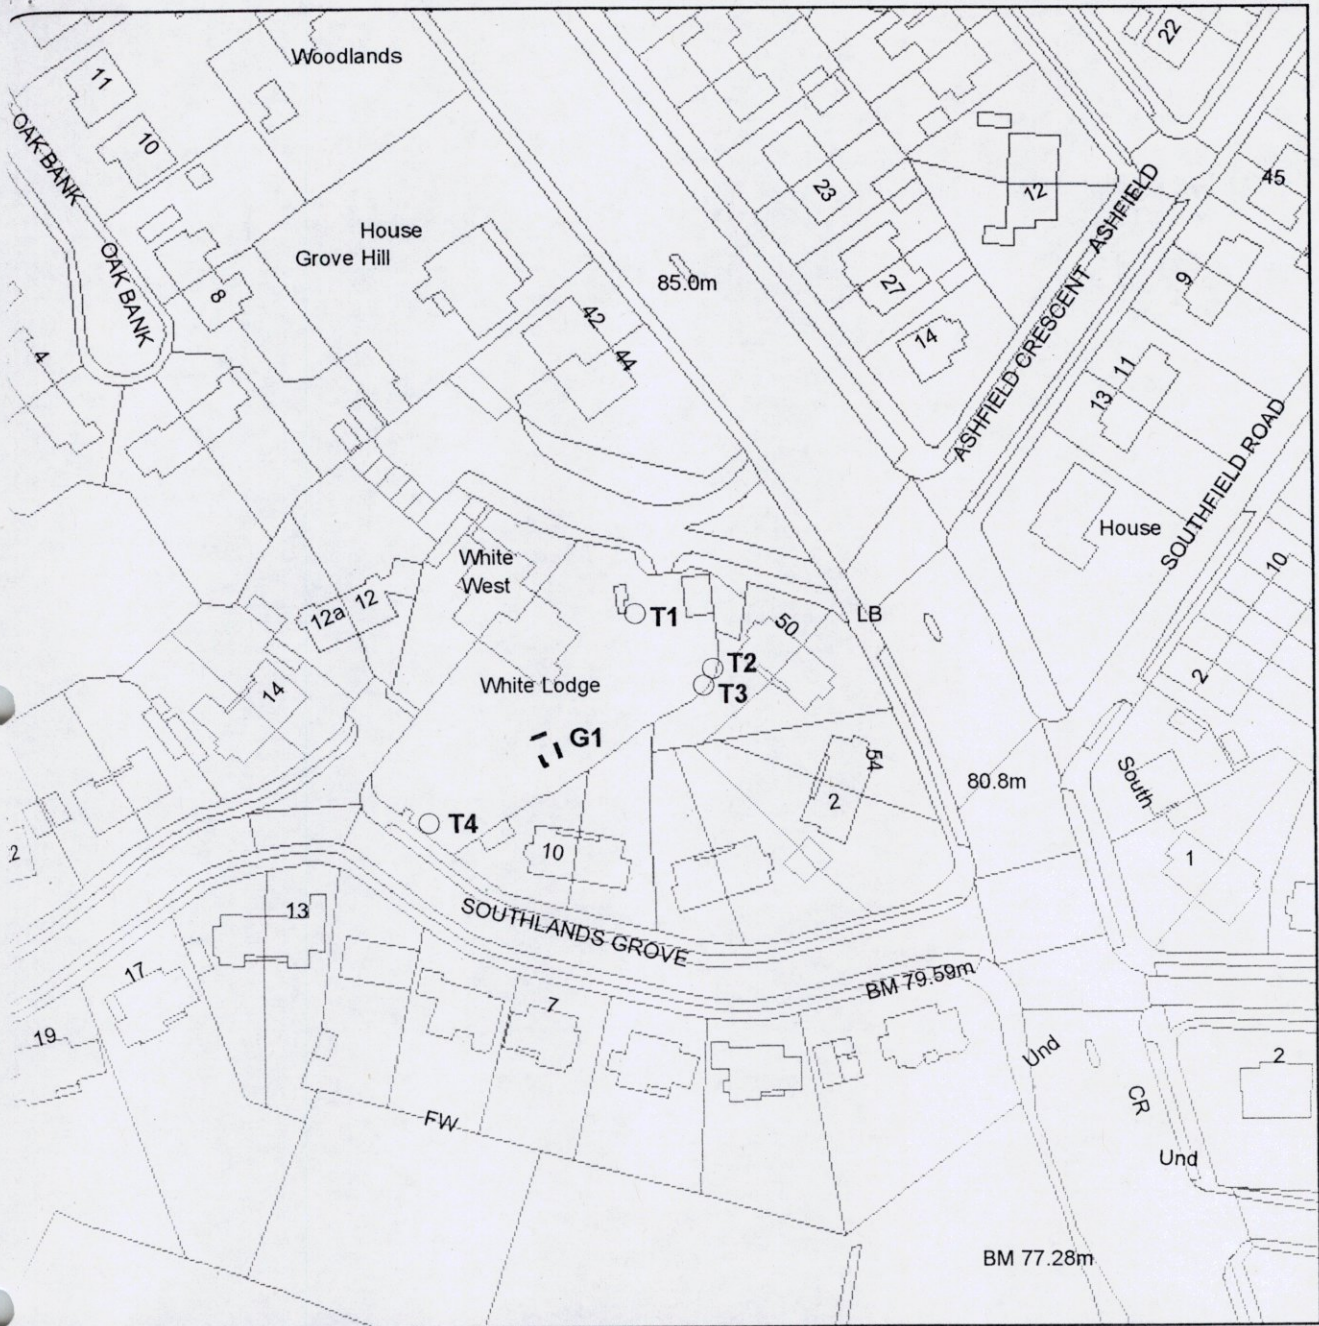 Woodlands
22
11
OAK BANK
10
23
12
ASHFIELD CRESCENT ASHFIELD
45
House
Grove Hill
OAK BANK
8
85.0m
27
9
42
44
14
4
11
13
SOUTHFIELD ROAD
House
White
West
10
12a 12
T1
50
LB
T2
T3
14
White Lodge
2
G1
54
South
80.8m
2
T4
10
2
1
13
SOUTHLANDS GROVE
17
BM 79.59m
7
19
Und
2
CR
FW
Und
BM 77.28m